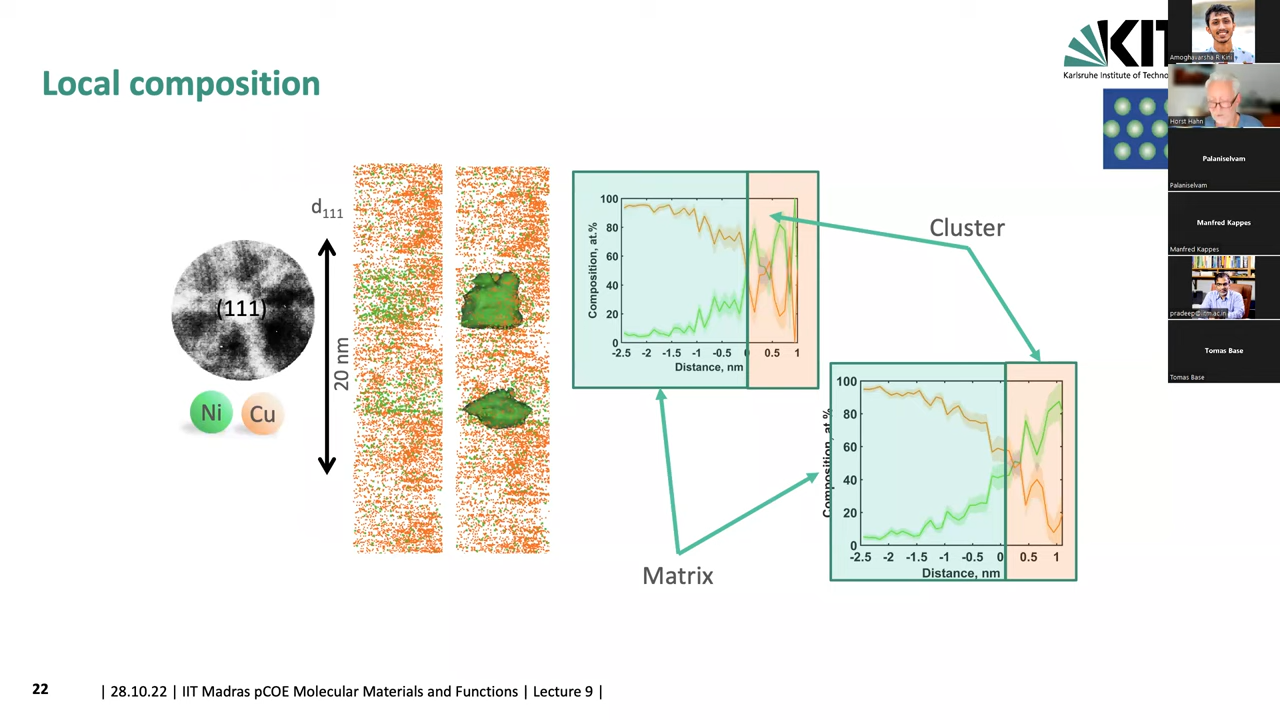 Local composition
KIT
Karlsruhe Institute of Technol
d111
(111)
20 nm
Ni
Cu
Composition, at.%
100
80
60
40
20
0
-2.5 -2 -1.5 -1 -0.5 0 0.5 1
Distance, nm
Cluster
Composition, at.%
100
80
60
40
20
0
-2.5 -2 -1.5 -1 -0.5 0 0.5 1
Distance, nm
Matrix
22
| 28.10.22 | IIT Madras pCOE Molecular Materials and Functions | Lecture 9 |
Amoghavarsha R Kini
Horst Hahn
Palaniselvam
Palaniselvam
Manfred Kappes
Manfred Kappes
pradeep@iitm.ac.in
Tomas Base
Tomas Base